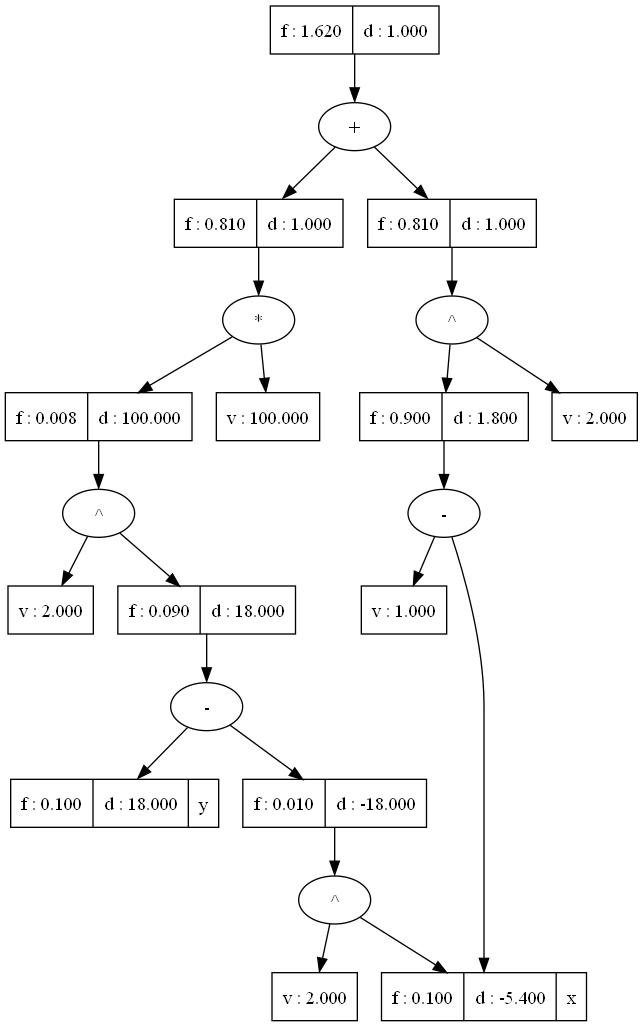 f : 1.620 d : 1.000
+
f : 0.810 d : 1.000 f : 0.810 d : 1.000
* ^
f : 0.008 d : 100.000 v : 100.000 f : 0.900 d : 1.800 v : 2.000
^ -
v : 2.000 f : 0.090 d : 18.000 v : 1.000
-
f : 0.100 d : 18.000 y f : 0.010 d : -18.000
^
v : 2.000 f : 0.100 d : -5.400 x